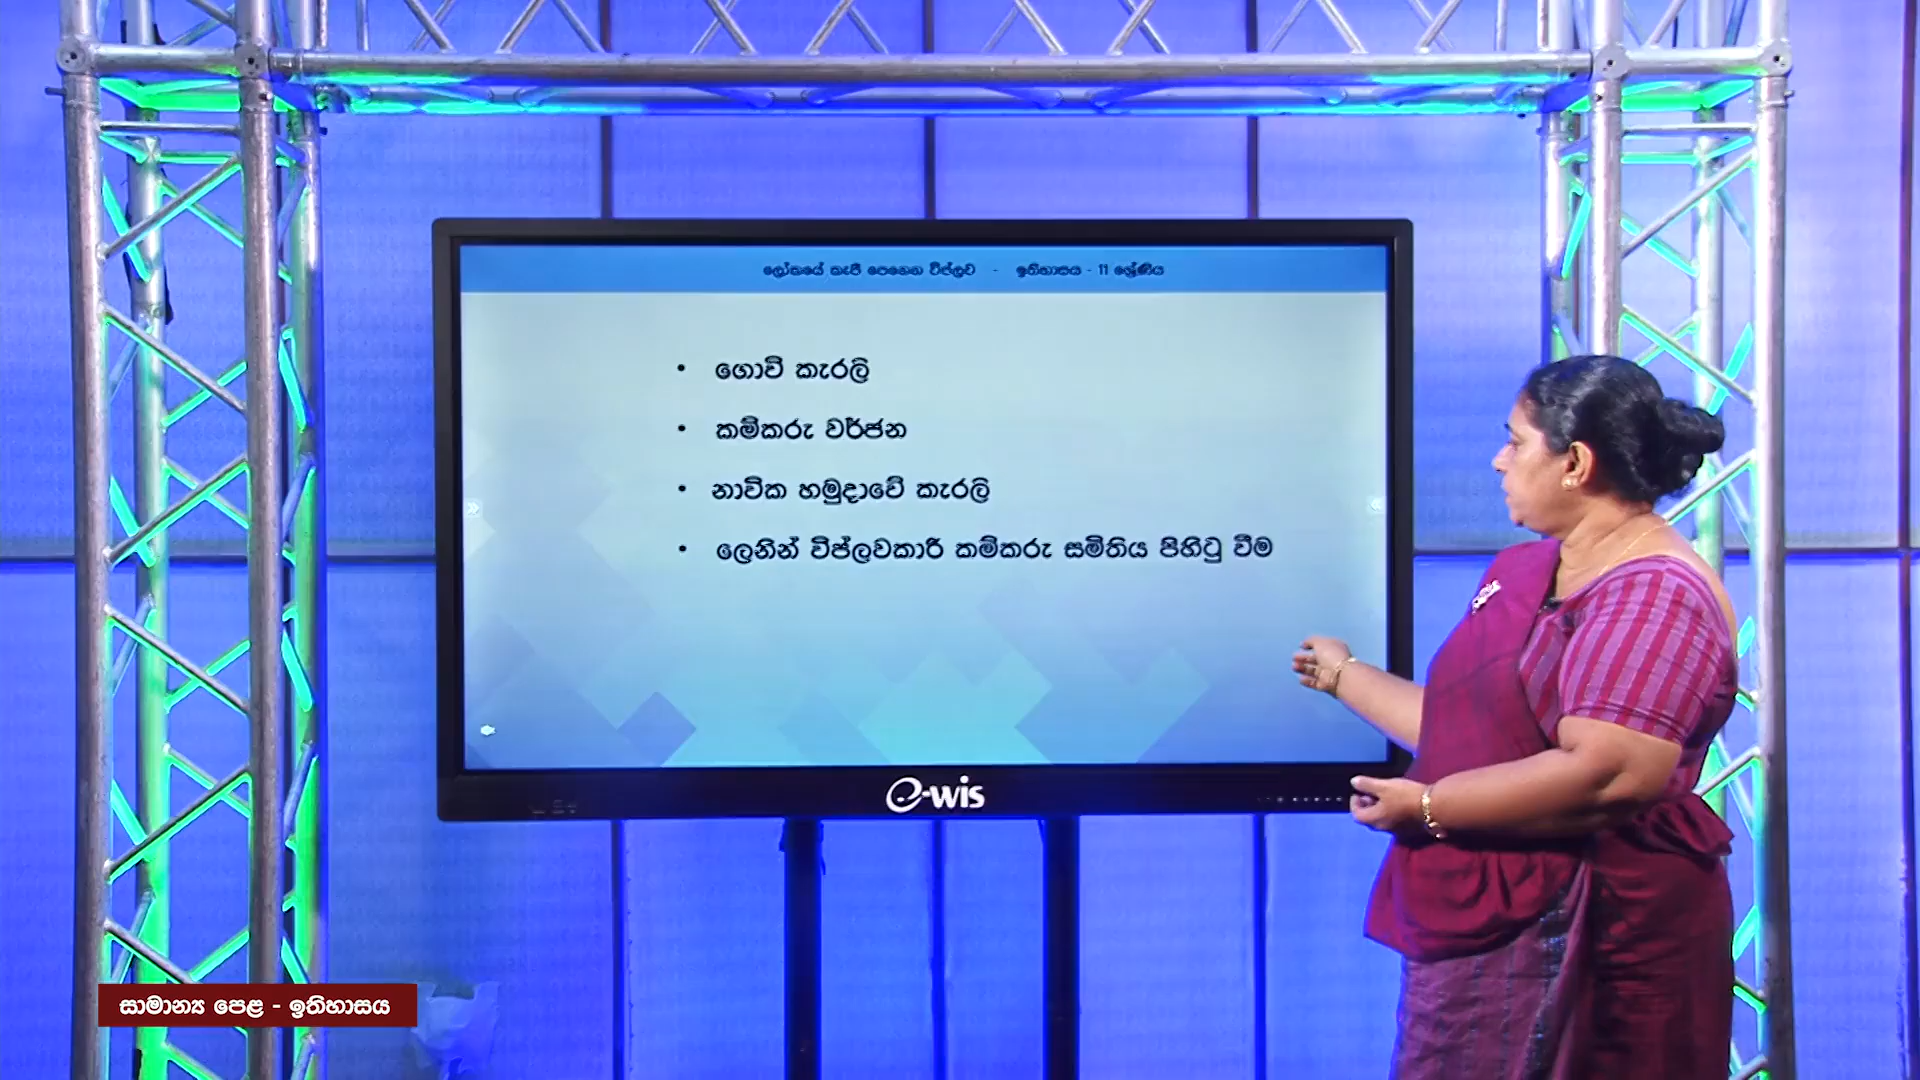 ලෝකයේ කැපී පෙනෙන විප්ලව - ඉතිහාසය - 11 ශ්‍රේණිය
• ගොවි කැරලි
• කම්කරු වර්ජන
• නාවික හමුදාවේ කැරලි
• ලෙනින් විප්ලවකාරී කම්කරු සමිතිය පිහිටු වීම
e-wis
සාමාන්‍ය පෙළ - ඉතිහාසය